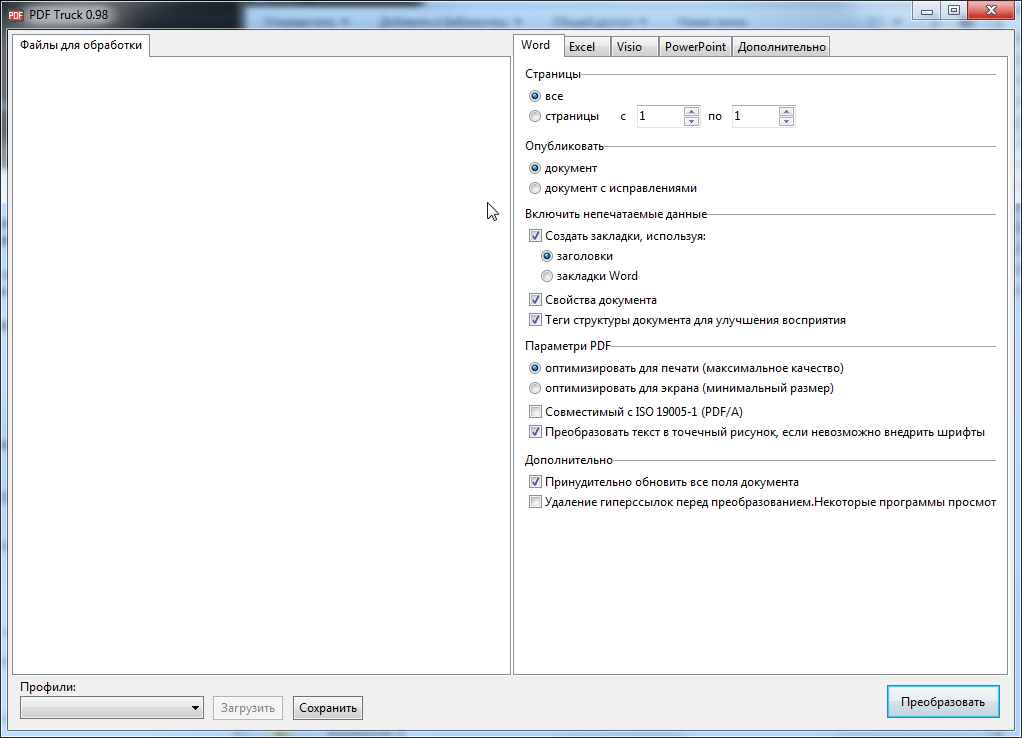 PDF PDF Truck 0.98
Файлы для обработки
Word Excel Visio PowerPoint Дополнительно
Страницы
все
страницы с 1 по 1
Опубликовать
документ
документ с исправлениями
Включить непечатаемые данные
Создать закладки, используя:
заголовки
закладки Word
Свойства документа
Теги структуры документа для улучшения восприятия
Параметри PDF
оптимизировать для печати (максимальное качество)
оптимизировать для экрана (минимальный размер)
Совместимый с ISO 19005-1 (PDF/A)
Преобразовать текст в точечный рисунок, если невозможно внедрить шрифты
Дополнительно
Принудительно обновить все поля документа
Удаление гиперссылок перед преобразованием.Некоторые программы просмот
Профили:
Загрузить Сохранить Преобразовать